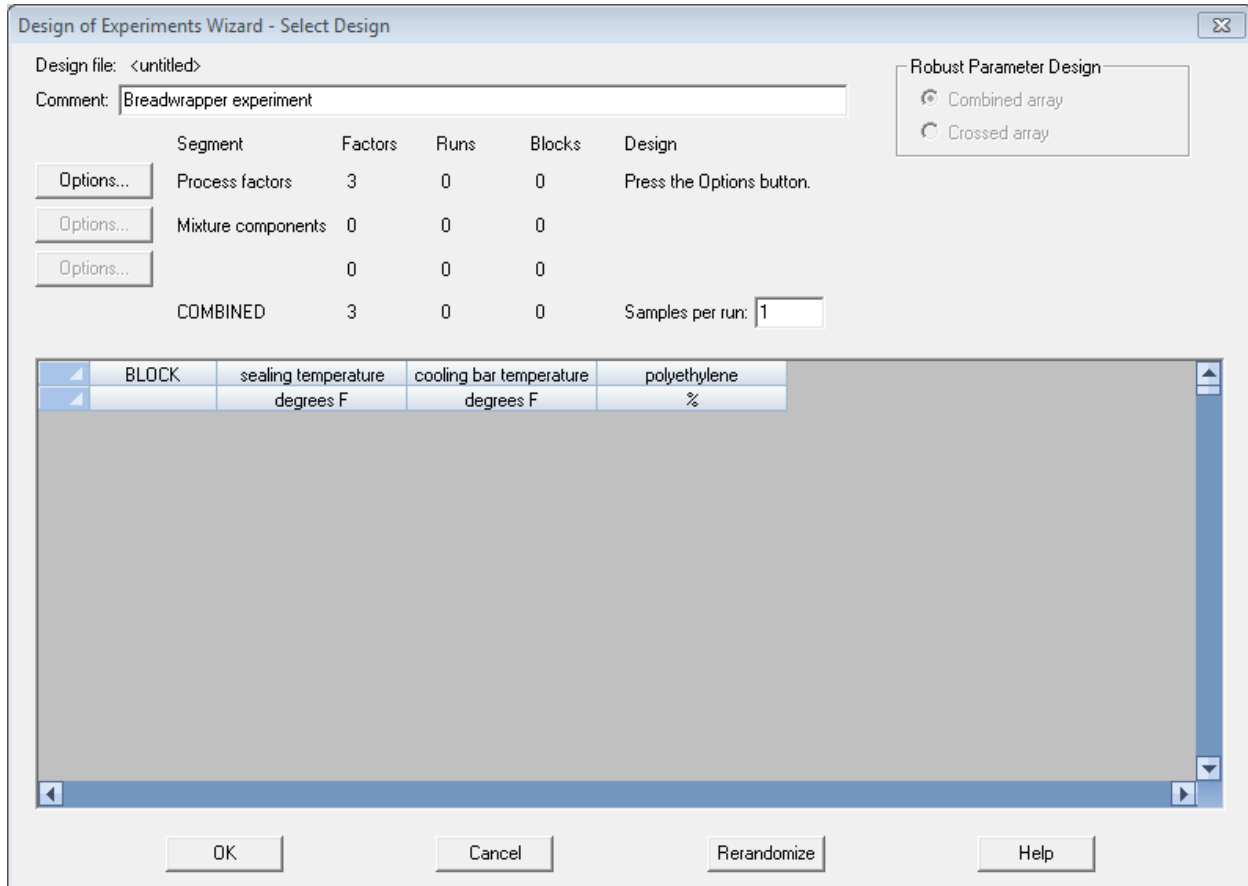 Design of Experiments Wizard - Select Design
Design file: <untitled>
Comment: Breadwrapper experiment
Robust Parameter Design
Combined array
Crossed array
Segment Factors Runs Blocks Design
Options... Process factors 3 0 0 Press the Options button.
Options... Mixture components 0 0 0
Options... 0 0 0
COMBINED 3 0 0 Samples per run: 1
BLOCK sealing temperature cooling bar temperature polyethylene
degrees F degrees F %
OK Cancel Rerandomize Help